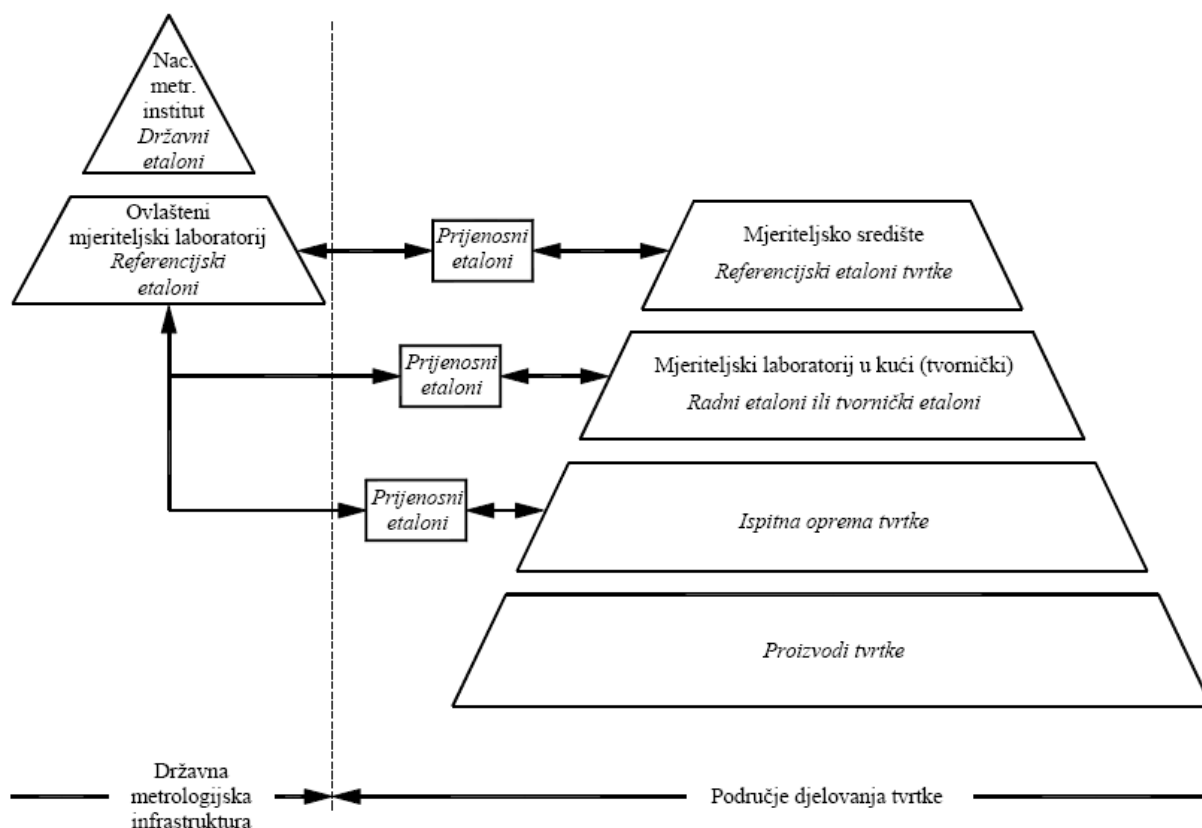 Nac.
metr.
institut
Državni
etaloni
Ovlašteni
mjeriteljski laboratorij
Referencijski
etaloni
Prijenosni
etaloni
Mjeriteljsko središte
Referencijski etaloni tvrtke
Prijenosni
etaloni
Mjeriteljski laboratorij u kući (tvornički)
Radni etaloni ili tvornički etaloni
Prijenosni
etaloni
Ispitna oprema tvrtke
Proizvodi tvrtke
Državna
metrologijska
infrastruktura
Područje djelovanja tvrtke